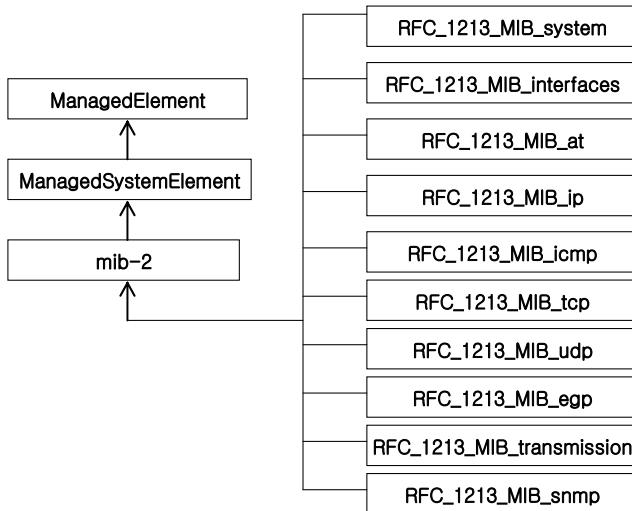 ManagedElement
ManagedSystemElement
mib-2
RFC_1213_MIB_system
RFC_1213_MIB_interfaces
RFC_1213_MIB_at
RFC_1213_MIB_ip
RFC_1213_MIB_icmp
RFC_1213_MIB_tcp
RFC_1213_MIB_udp
RFC_1213_MIB_egp
RFC_1213_MIB_transmission
RFC_1213_MIB_snmp